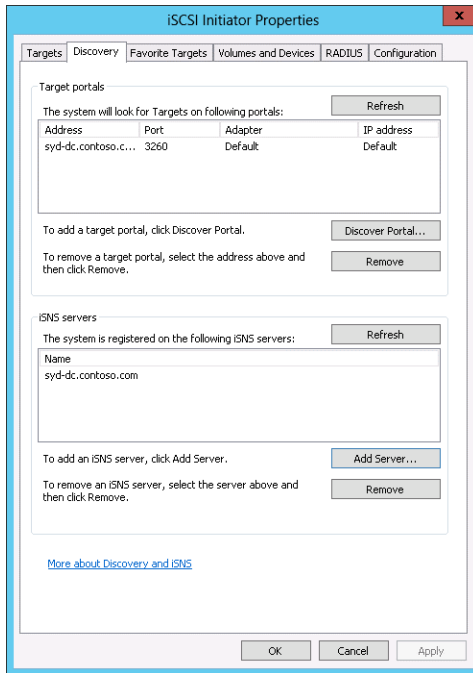 iSCSI Initiator Properties
x
Targets Discovery Favorite Targets Volumes and Devices RADIUS Configuration
Target portals
The system will look for Targets on following portals: Refresh
Address Port Adapter IP address
syd-dc.contoso.c... 3260 Default Default
To add a target portal, click Discover Portal. Discover Portal...
To remove a target portal, select the address above and
then click Remove. Remove
iSNS servers
The system is registered on the following iSNS servers: Refresh
Name
syd-dc.contoso.com
To add an iSNS server, click Add Server. Add Server...
To remove an iSNS server, select the server above and
then click Remove. Remove
More about Discovery and iSNS
OK Cancel Apply